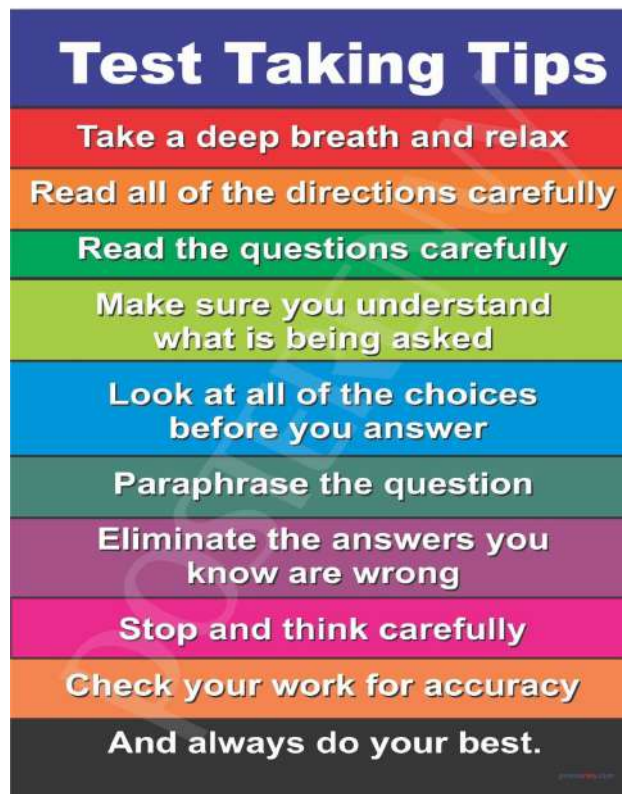 Test Taking Tips
Take a deep breath and relax
Read all of the directions carefully
Read the questions carefully
Make sure you understand
what is being asked
Look at all of the choices
before you answer
Paraphrase the question
Eliminate the answers you
know are wrong
Stop and think carefully
Check your work for accuracy
And always do your best.